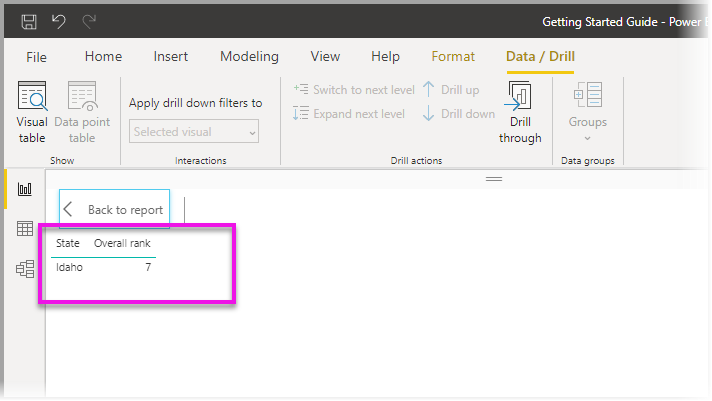 Getting Started Guide - Power
File Home Insert Modeling View Help Format Data / Drill
Visual table
Data point table
Show
Apply drill down filters to
Selected visual
Interactions
Switch to next level
Expand next level
Drill up
Drill down
Drill through
Drill actions
Groups
Data groups
Back to report
State Overall rank
Idaho 7